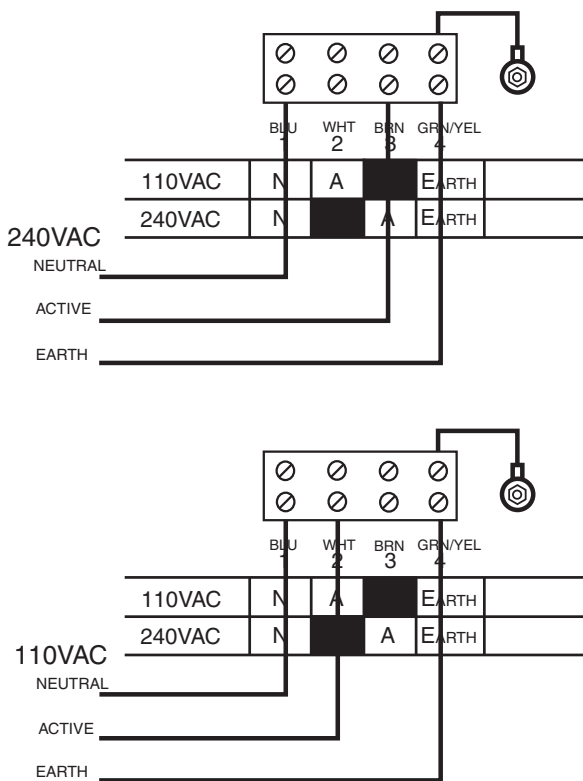 BLU WHT BRN GRN/YEL
1 2 3 4
110VAC N A EARTH
240VAC N A EARTH
240VAC
NEUTRAL
ACTIVE
EARTH
BLU WHT BRN GRN/YEL
1 2 3 4
110VAC N A EARTH
240VAC N A EARTH
110VAC
NEUTRAL
ACTIVE
EARTH